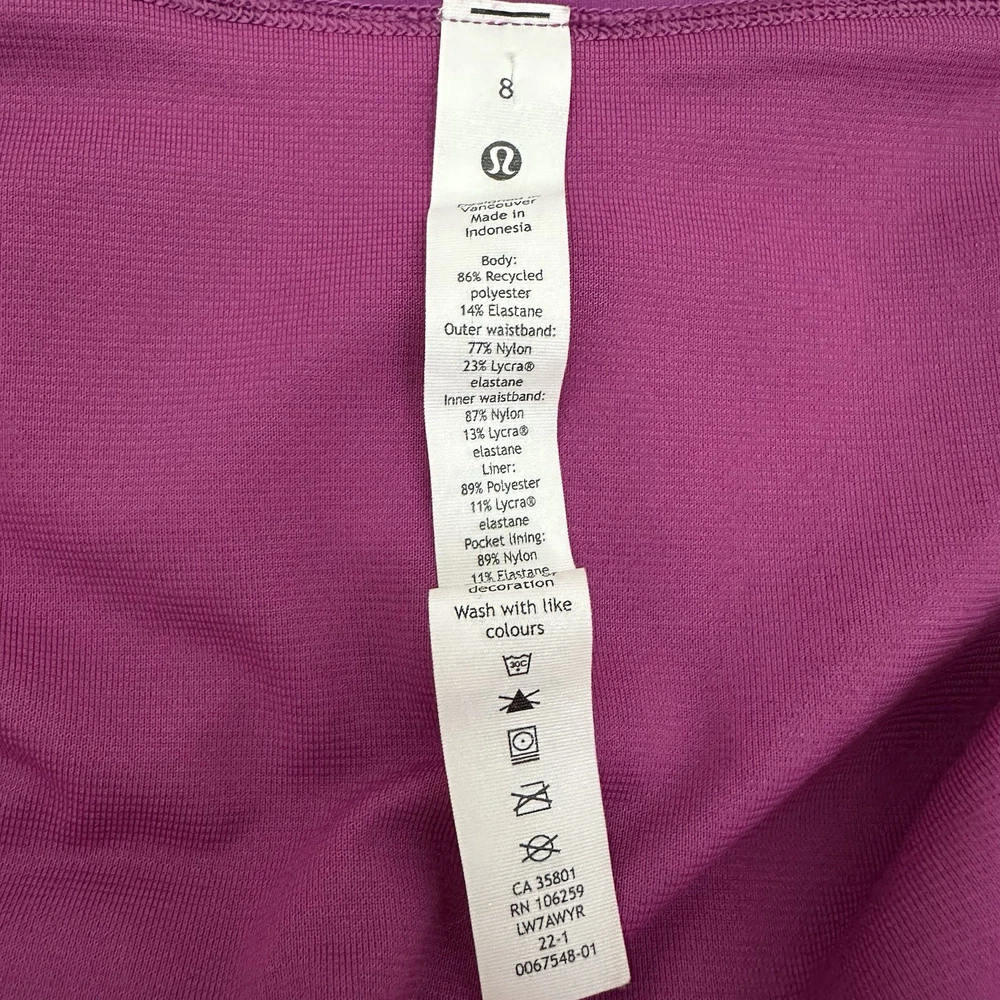 8
Vancouver
Made in
Indonesia
Body:
86% Recycled
polyester
14% Elastane
Outer waistband:
77% Nylon
23% Lycra®
elastane
Inner waistband:
87% Nylon
13% Lycra®
elastane
Liner:
89% Polyester
11% Lycra®
elastane
Pocket lining:
89% Nylon
11% Elastane,
decoration
Wash with like
colours
30C
CA 35801
RN 106259
LW7AWYR
22-1
0067548-01